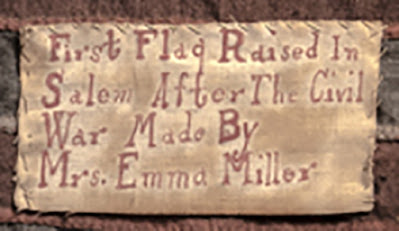 First Flag Raised In
Salem After The Civil
War Made By
Mrs. Emma Miller